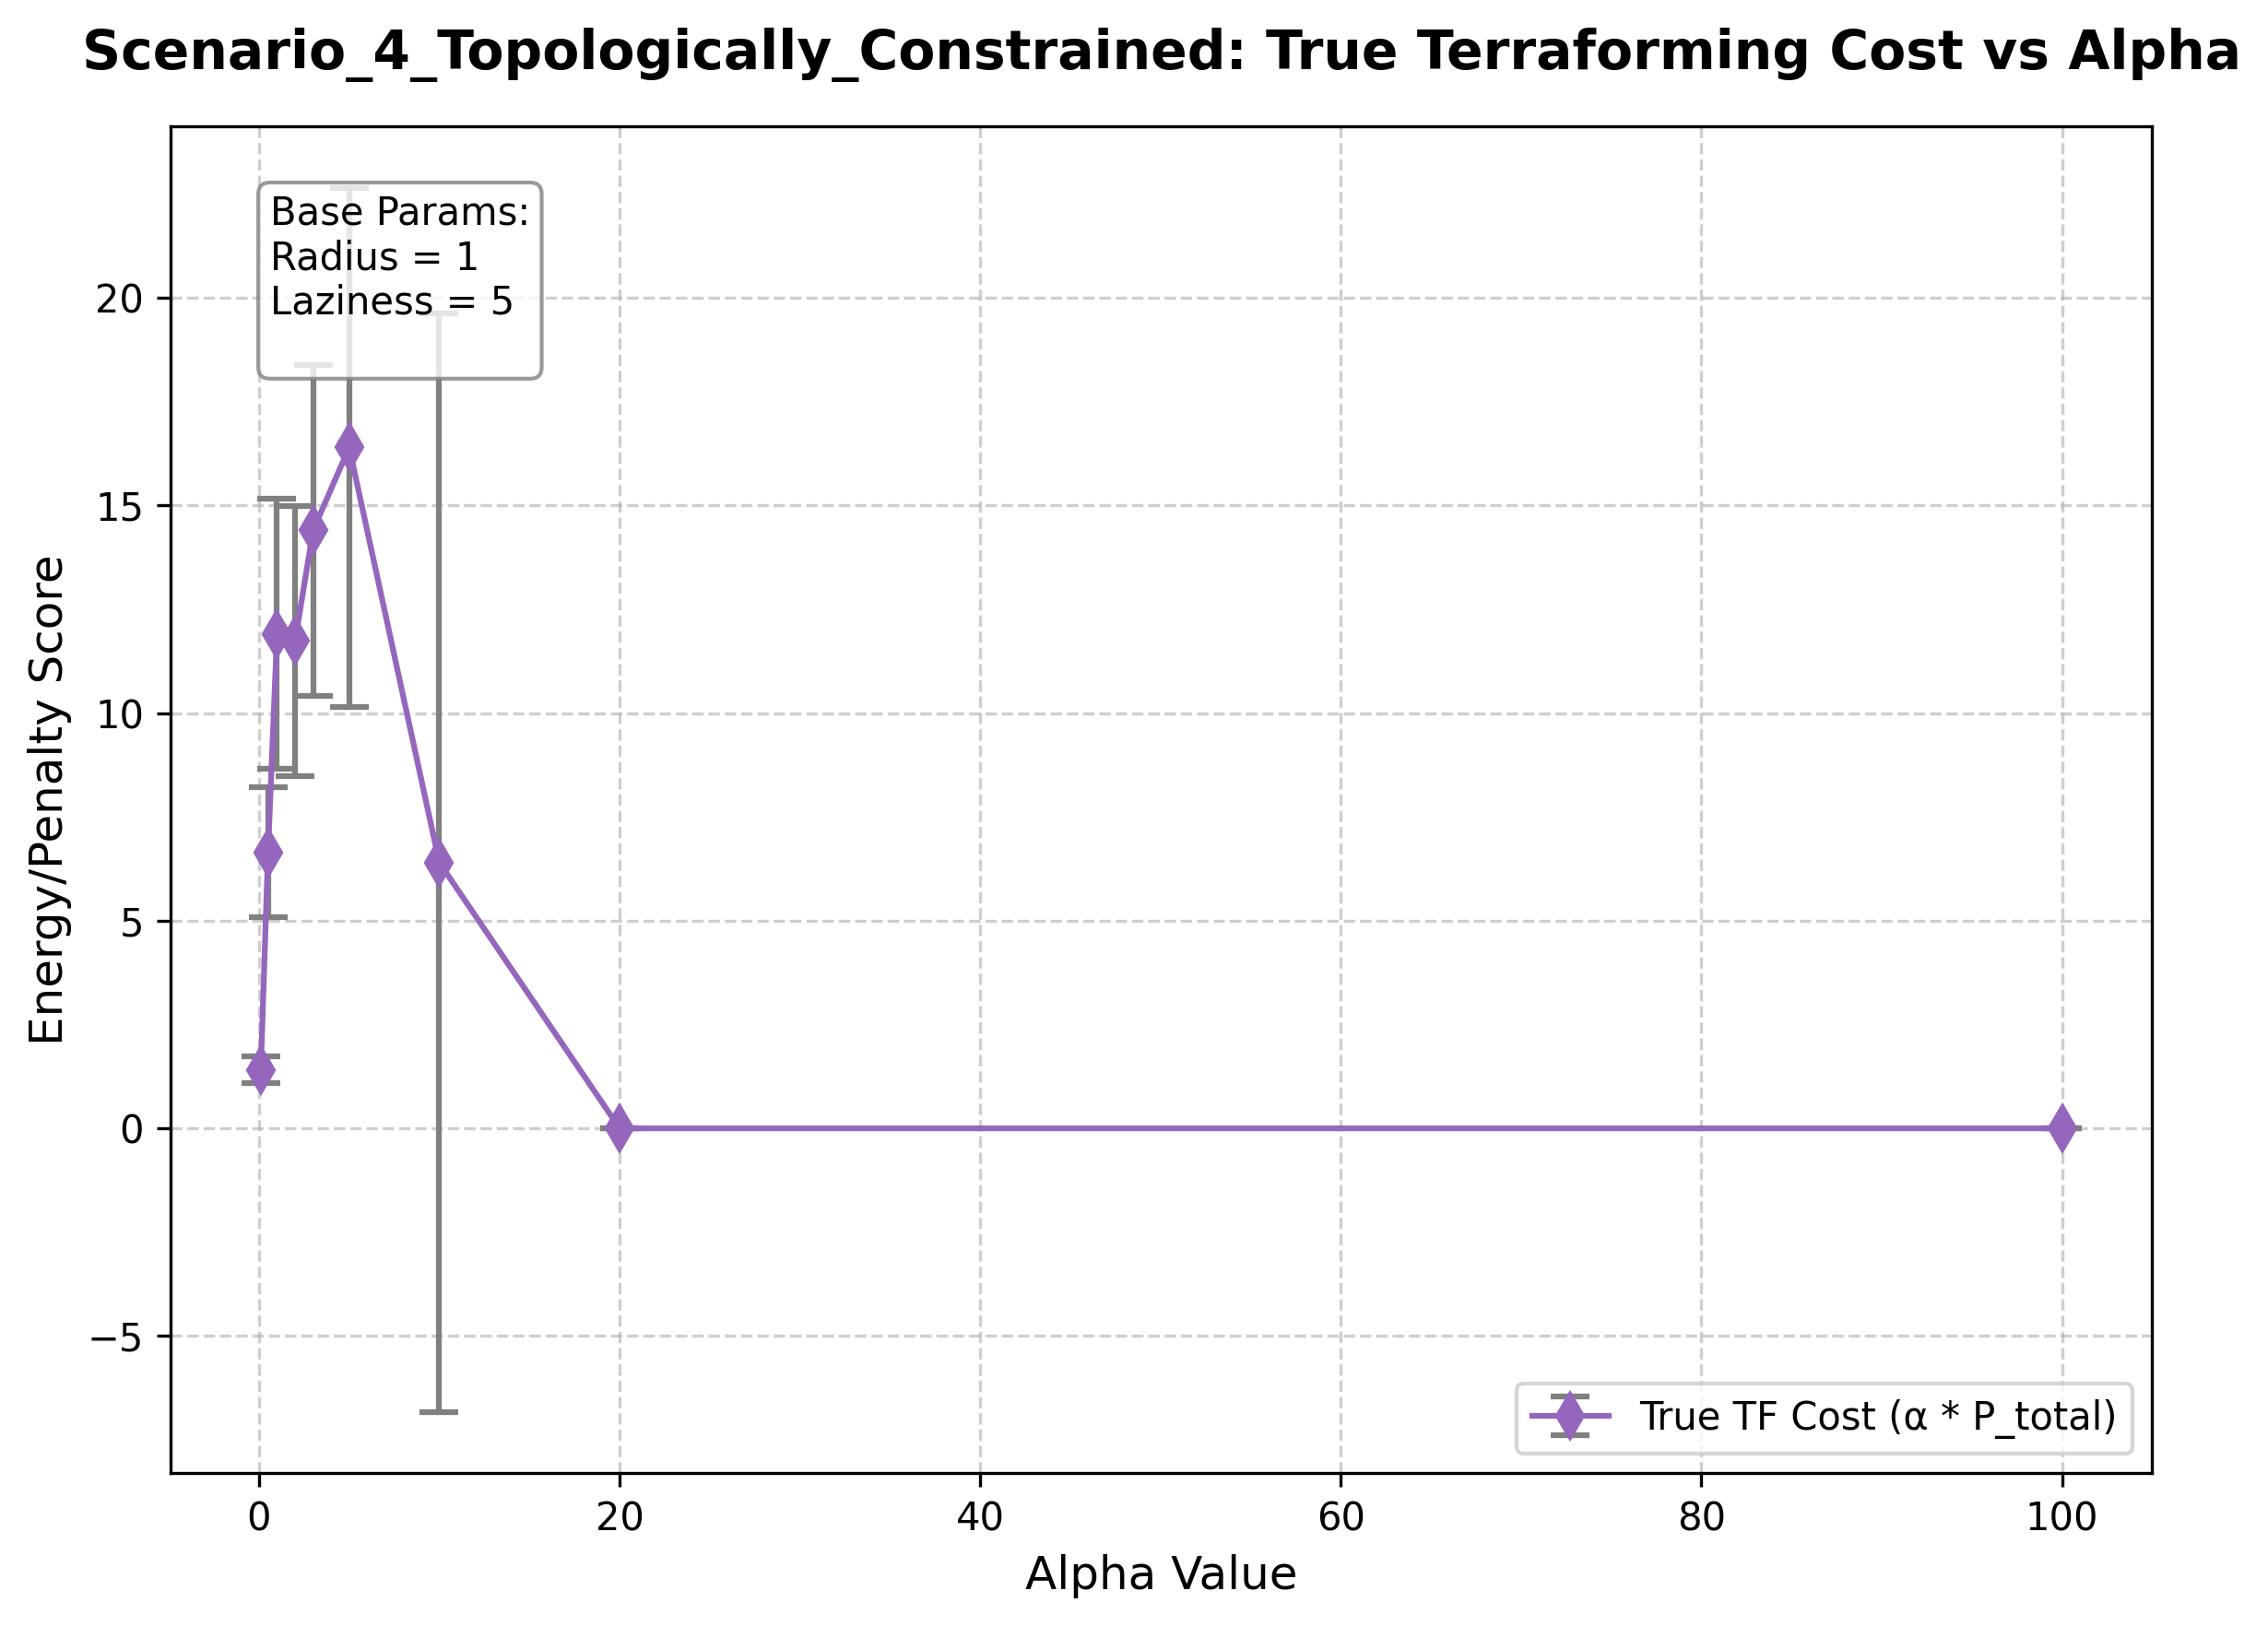 Scenario_4_Topologically_Constrained: True Terraforming Cost vs Alpha
Base Params:
Radius = 1
Laziness = 5
Energy/Penalty Score
20
15
10
5
0
−5
0
20
40
60
80
100
Alpha Value
True TF Cost (α * P_total)